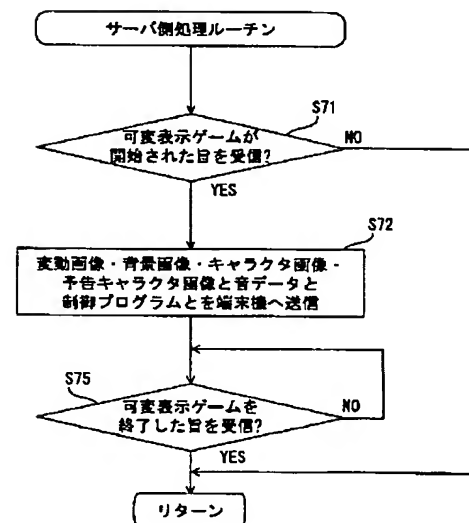 サーバ側処理ルーチン
S71
可変表示ゲームが
開始された旨を受信?
NO
YES
S72
変動画像・背景画像・キャラクタ画像・
予告キャラクタ画像と音データと
制御プログラムとを端末機へ送信
S75
可変表示ゲームを
終了した旨を受信?
NO
YES
リターン